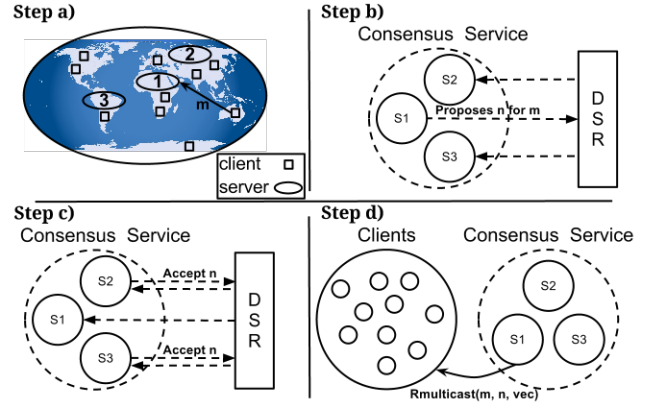 Step a)
2
1
3
m
client
server
Step b)
Consensus Service
S2
S1
Proposes n for m
S3
D
S
R
Step c)
Consensus Service
S2
Accept n
S1
S3
Accept n
D
S
R
Step d)
Clients
Consensus Service
S2
S1
S3
Rmulticast(m, n, vec)